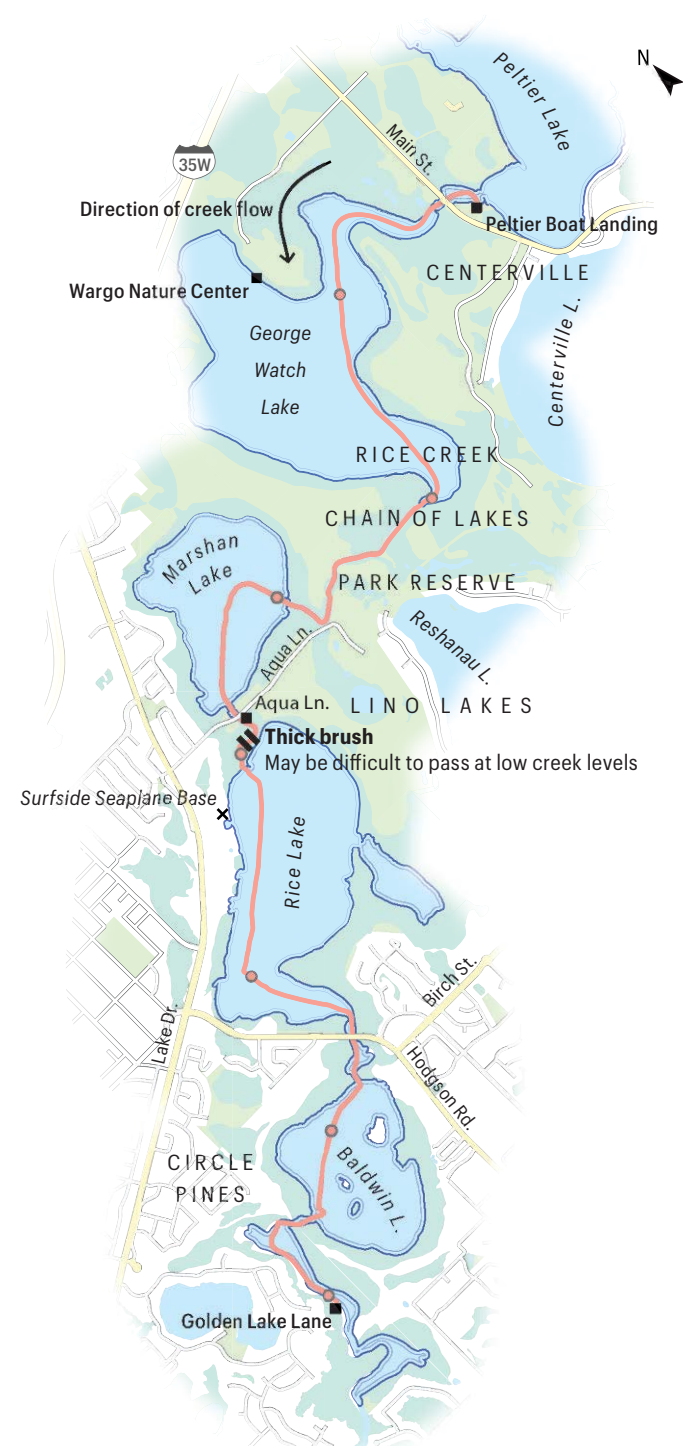 N
Peltier Lake
Main St.
35W
Direction of creek flow
Peltier Boat Landing
CENTERVILLE
Wargo Nature Center
George
Watch
Lake
Centerville L.
RICE CREEK
CHAIN OF LAKES
PARK RESERVE
Marshan
Lake
Reshanau L.
Aqua Ln.
Aqua Ln.
LINO LAKES
Thick brush
May be difficult to pass at low creek levels
Surfside Seaplane Base
Rice Lake
Birch St.
Lake Dr.
Hodgson Rd.
CIRCLE
PINES
Baldwin L.
Golden Lake Lane